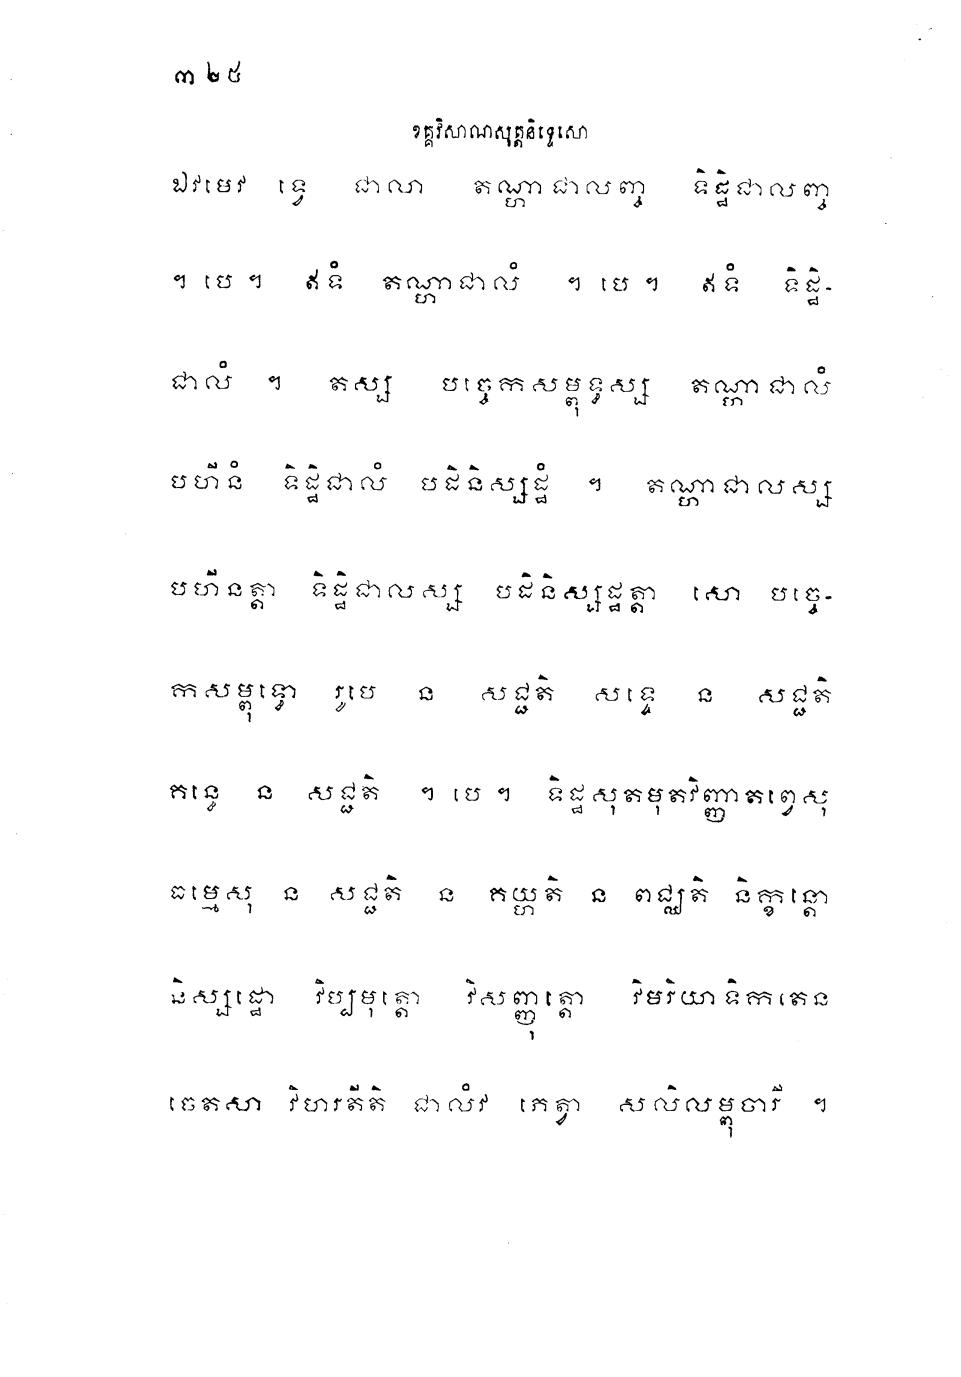 ៣២៥
ខគ្គវិសាណសុត្តនិទ្ទេសោ
ឯវមេវ ទ្វេ ជាលា តណ្ហាជាលញ្ច ទិដ្ឋិជាលញ្ច
។ បេ ។ ឥទំ តណ្ហាជាលំ ។ បេ ។ ឥទំ ទិដ្ឋិ-
ជាលំ ។ តស្ស បច្ចេកសម្ពុទ្ធស្ស តណ្ហាជាលំ
បហីនំ ទិដ្ឋិជាលំ បដិនិស្សដ្ឋំ ។ តណ្ហាជាលស្ស
បហីនត្តា ទិដ្ឋិជាលស្ស បដិនិស្សដ្ឋត្តា សោ បច្ចេ-
កសម្ពុទ្ធោ រូបេ ន សជ្ជតិ សទ្ទេ ន សជ្ជតិ
គន្ធេ ន សជ្ជតិ ។ បេ ។ ទិដ្ឋសុតមុតវិញ្ញាតព្វេសុ
ធម្មេសុ ន សជ្ជតិ ន គយ្ហតិ ន ពជ្ឈតិ និក្ខន្តោ
និស្សដ្ឋោ វិប្បមុត្តោ វិសញ្ញុត្តោ វិមរិយាទិកតេន
ចេតសា វិហរតីតិ ជាលំវ ភេត្វា សលិលម្ពុចារី ។